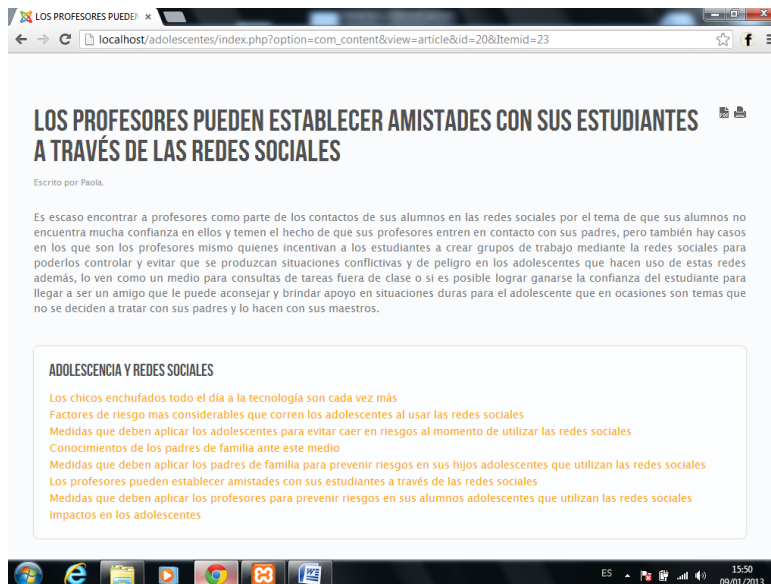 LOS PROFESORES PUEDEN
localhost/adolescentes/index.php?option=com_content&view=article&id=20&Itemid=23
LOS PROFESORES PUEDEN ESTABLECER AMISTADES CON SUS ESTUDIANTES
A TRAVÉS DE LAS REDES SOCIALES
Escrito por Paola.
Es escaso encontrar a profesores como parte de los contactos de sus alumnos en las redes sociales por el tema de que sus alumnos no
encuentra mucha confianza en ellos y temen el hecho de que sus profesores entren en contacto con sus padres, pero también hay casos
en los que son los profesores mismo quienes incentivan a los estudiantes a crear grupos de trabajo mediante la redes sociales para
poderlos controlar y evitar que se produzcan situaciones conflictivas y de peligro en los adolescentes que hacen uso de estas redes
además, lo ven como un medio para consultas de tareas fuera de clase o si es posible lograr ganarse la confianza del estudiante para
llegar a ser un amigo que le puede aconsejar y brindar apoyo en situaciones duras para el adolescente que en ocasiones son temas que
no se deciden a tratar con sus padres y lo hacen con sus maestros.
ADOLESCENCIA Y REDES SOCIALES
Los chicos enchufados todo el día a la tecnología son cada vez más
Factores de riesgo mas considerables que corren los adolescentes al usar las redes sociales
Medidas que deben aplicar los adolescentes para evitar caer en riesgos al momento de utilizar las redes sociales
Conocimientos de los padres de familia ante este medio
Medidas que deben aplicar los padres de familia para prevenir riesgos en sus hijos adolescentes que utilizan las redes sociales
Los profesores pueden establecer amistades con sus estudiantes a través de las redes sociales
Medidas que deben aplicar los profesores para prevenir riesgos en sus alumnos adolescentes que utilizan las redes sociales
Impactos en los adolescentes
ES
15:50
09/01/2013